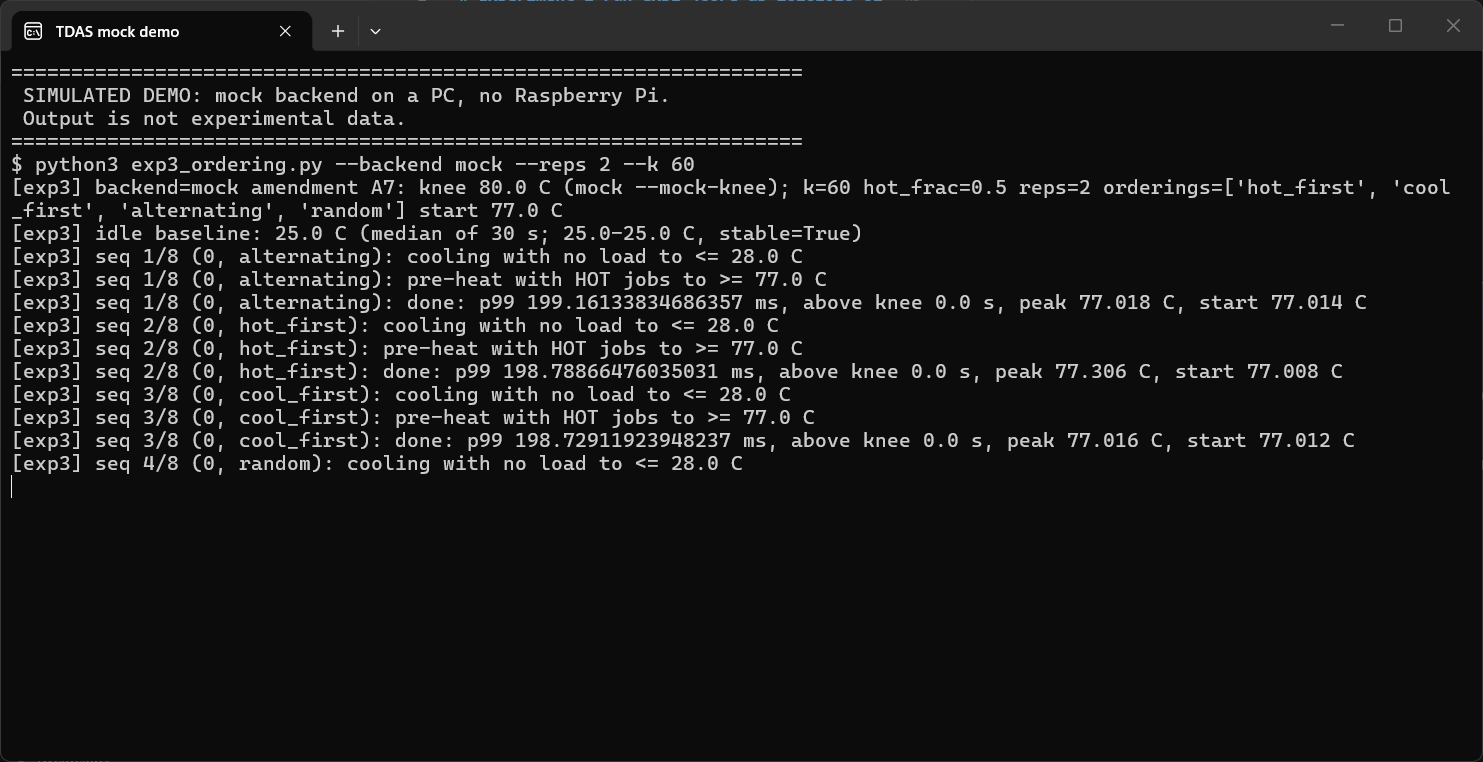 TDAS mock demo
==================================================================
SIMULATED DEMO: mock backend on a PC, no Raspberry Pi.
Output is not experimental data.
==================================================================
$ python3 exp3_ordering.py --backend mock --reps 2 --k 60
[exp3] backend=mock amendment A7: knee 80.0 C (mock --mock-knee); k=60 hot_frac=0.5 reps=2 orderings=['hot_first', 'cool
_first', 'alternating', 'random'] start 77.0 C
[exp3] idle baseline: 25.0 C (median of 30 s; 25.0-25.0 C, stable=True)
[exp3] seq 1/8 (0, alternating): cooling with no load to <= 28.0 C
[exp3] seq 1/8 (0, alternating): pre-heat with HOT jobs to >= 77.0 C
[exp3] seq 1/8 (0, alternating): done: p99 199.16133834686357 ms, above knee 0.0 s, peak 77.018 C, start 77.014 C
[exp3] seq 2/8 (0, hot_first): cooling with no load to <= 28.0 C
[exp3] seq 2/8 (0, hot_first): pre-heat with HOT jobs to >= 77.0 C
[exp3] seq 2/8 (0, hot_first): done: p99 198.78866476035031 ms, above knee 0.0 s, peak 77.306 C, start 77.008 C
[exp3] seq 3/8 (0, cool_first): cooling with no load to <= 28.0 C
[exp3] seq 3/8 (0, cool_first): pre-heat with HOT jobs to >= 77.0 C
[exp3] seq 3/8 (0, cool_first): done: p99 198.72911923948237 ms, above knee 0.0 s, peak 77.016 C, start 77.012 C
[exp3] seq 4/8 (0, random): cooling with no load to <= 28.0 C